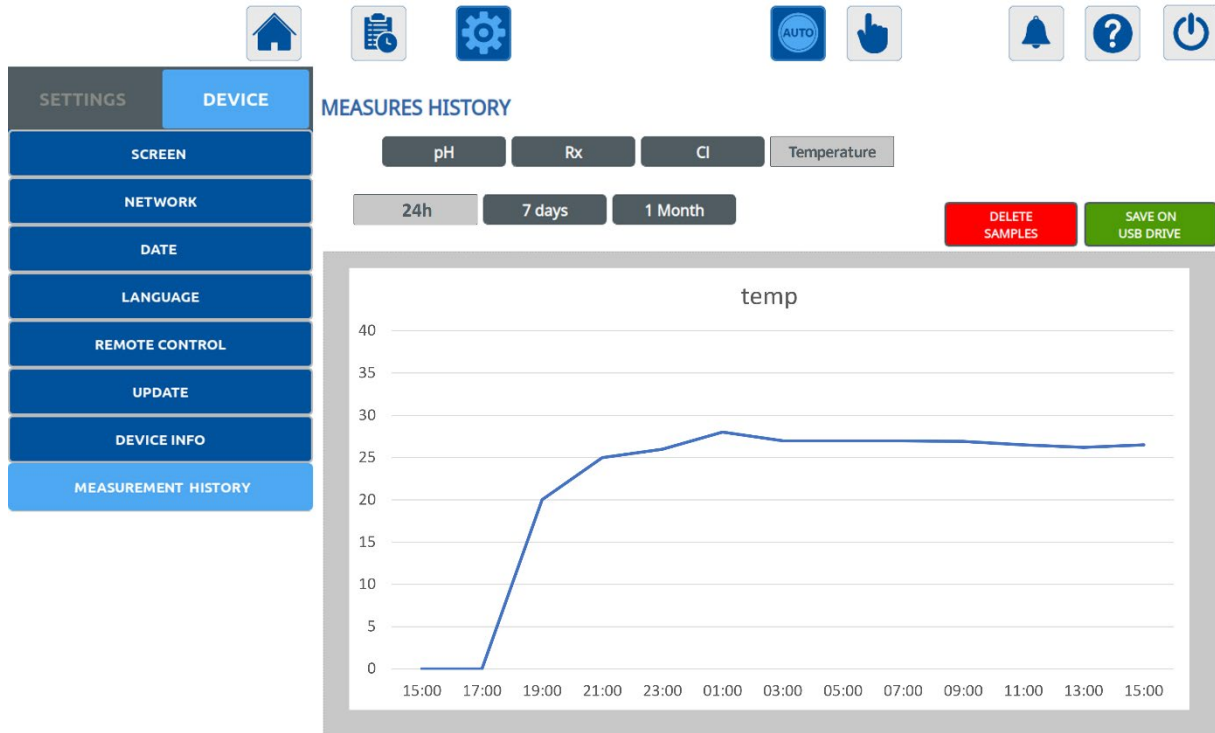 AUTO
?
SETTINGS DEVICE
MEASURES HISTORY
SCREEN
NETWORK
DATE
LANGUAGE
REMOTE CONTROL
UPDATE
DEVICE INFO
MEASUREMENT HISTORY
pH Rx Cl Temperature
24h 7 days 1 Month
DELETE
SAMPLES
SAVE ON
USB DRIVE
temp
40
35
30
25
20
15
10
5
0
15:00 17:00 19:00 21:00 23:00 01:00 03:00 05:00 07:00 09:00 11:00 13:00 15:00